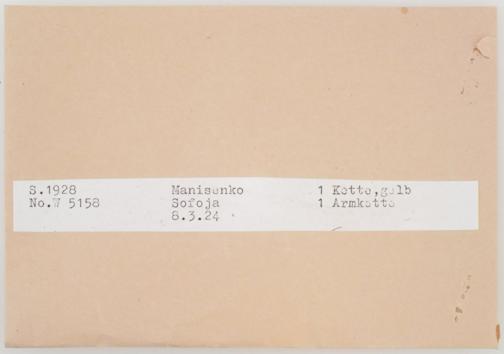 S.1928 Manisenko 1 Kette,gelb
No.W 5158 Sofoja 1 Armkette
8.3.24